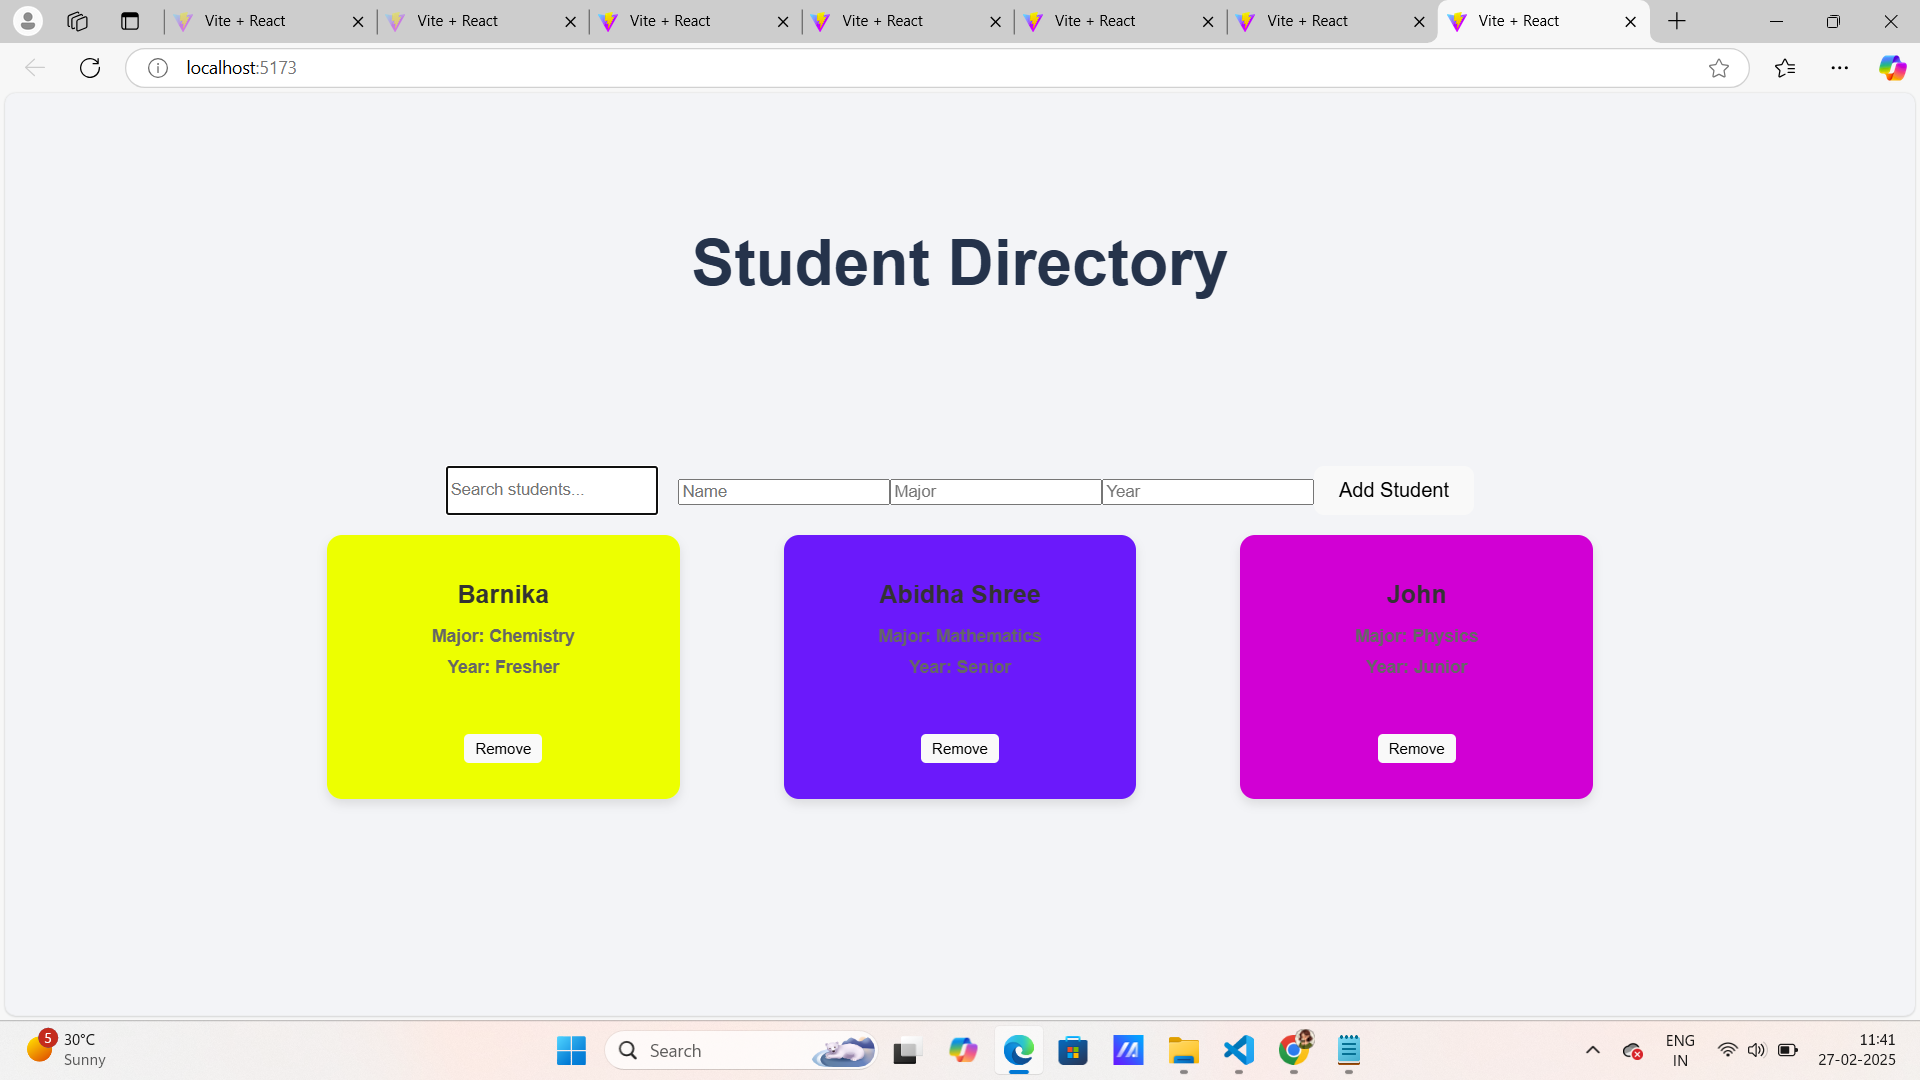 Vite + React
Vite + React
Vite + React
Vite + React
Vite + React
Vite + React
Vite + React
localhost:5173
Student Directory
Search students...
Name
Major
Year
Add Student
Barnika
Major: Chemistry
Year: Fresher
Remove
Abidha Shree
Major: Mathematics
Year: Senior
Remove
John
Major: Physics
Year: Junior
Remove
5
30°C
Sunny
Search
ENG
IN
11:41
27-02-2025